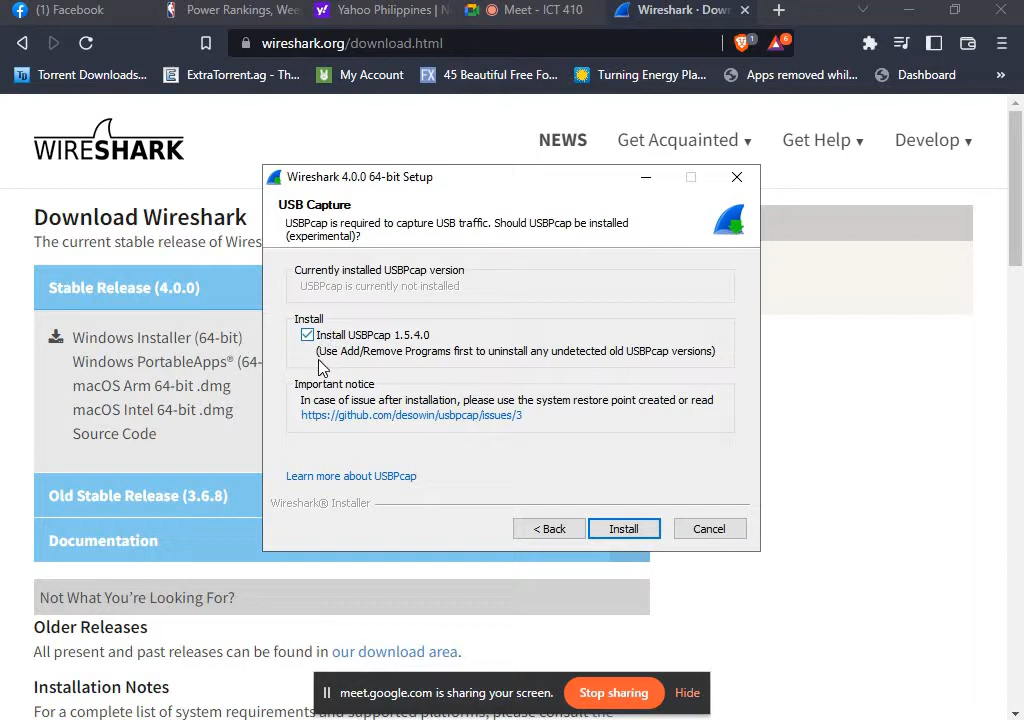 (1) Facebook
Power Rankings, Wee
Yahoo Philippines | N
Meet - ICT 410
Wireshark · Dow
wireshark.org/download.html
1
6
Torrent Downloads...
ExtraTorrent.ag - Th...
My Account
45 Beautiful Free Fo...
Turning Energy Pla...
Apps removed whil...
Dashboard
»
WIRESHARK
NEWS
Get Acquainted ▾
Get Help ▾
Develop ▾
Download Wireshark
The current stable release of Wires
Stable Release (4.0.0)
Windows Installer (64-bit)
Windows PortableApps® (64-
macOS Arm 64-bit .dmg
macOS Intel 64-bit .dmg
Source Code
Old Stable Release (3.6.8)
Documentation
Not What You're Looking For?
Older Releases
All present and past releases can be found in our download area.
Installation Notes
For a complete list of system requirements and supported platforms, please consult the
Wireshark 4.0.0 64-bit Setup
USB Capture
USBPcap is required to capture USB traffic. Should USBPcap be installed
(experimental)?
Currently installed USBPcap version
USBPcap is currently not installed
Install
Install USBPcap 1.5.4.0
(Use Add/Remove Programs first to uninstall any undetected old USBPcap versions)
Important notice
In case of issue after installation, please use the system restore point created or read
https://github.com/desowin/usbpcap/issues/3
Learn more about USBPcap
Wireshark® Installer
< Back
Install
Cancel
meet.google.com is sharing your screen.
Stop sharing
Hide